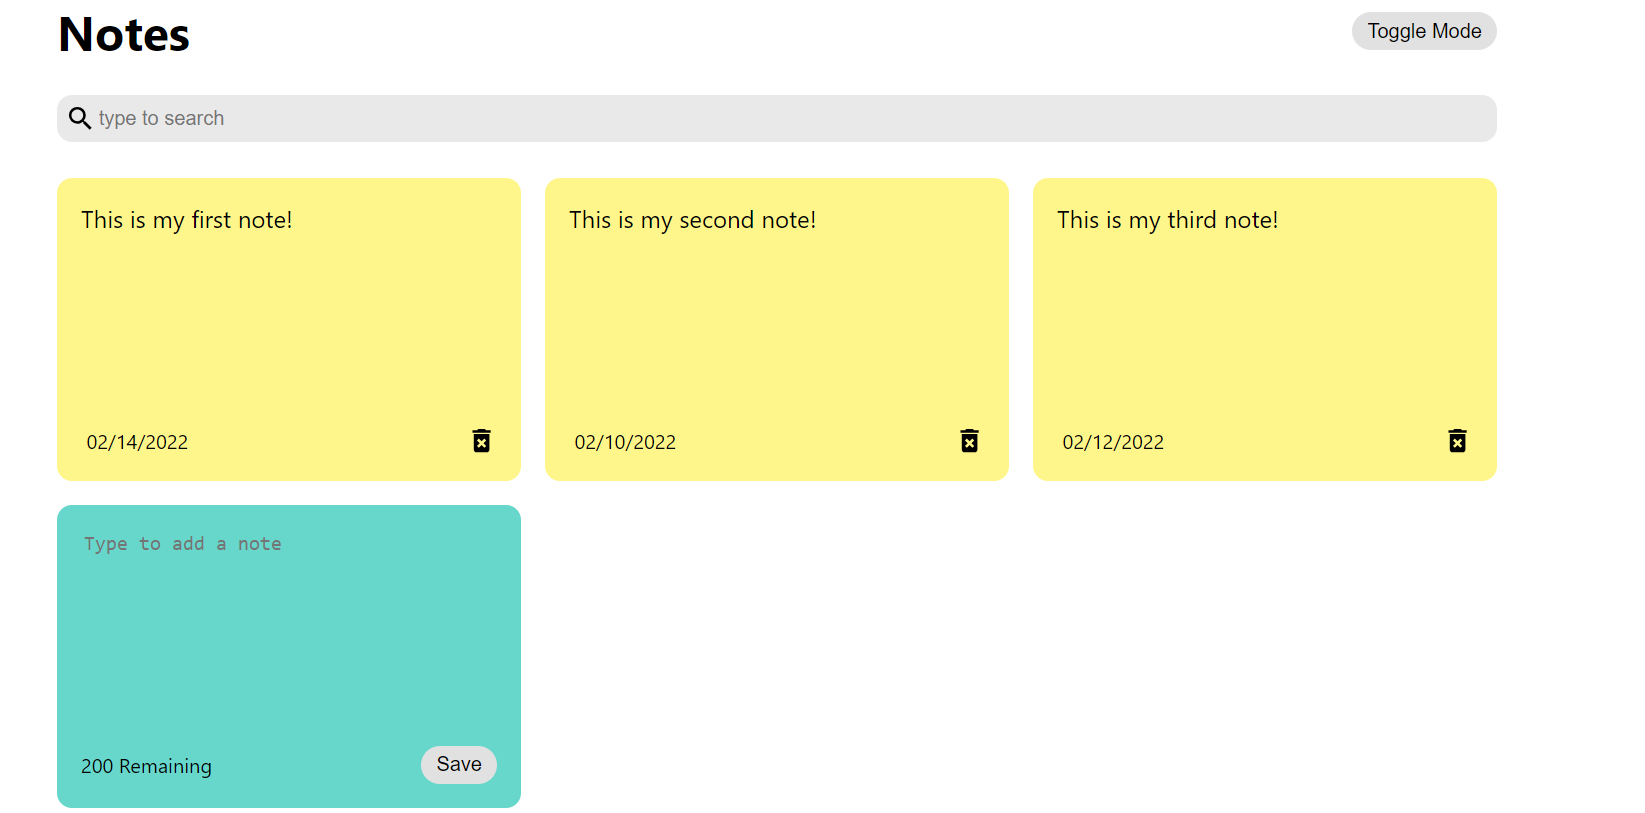 Notes
Toggle Mode
type to search
This is my first note!
This is my second note!
This is my third note!
02/14/2022
02/10/2022
02/12/2022
Type to add a note
200 Remaining
Save